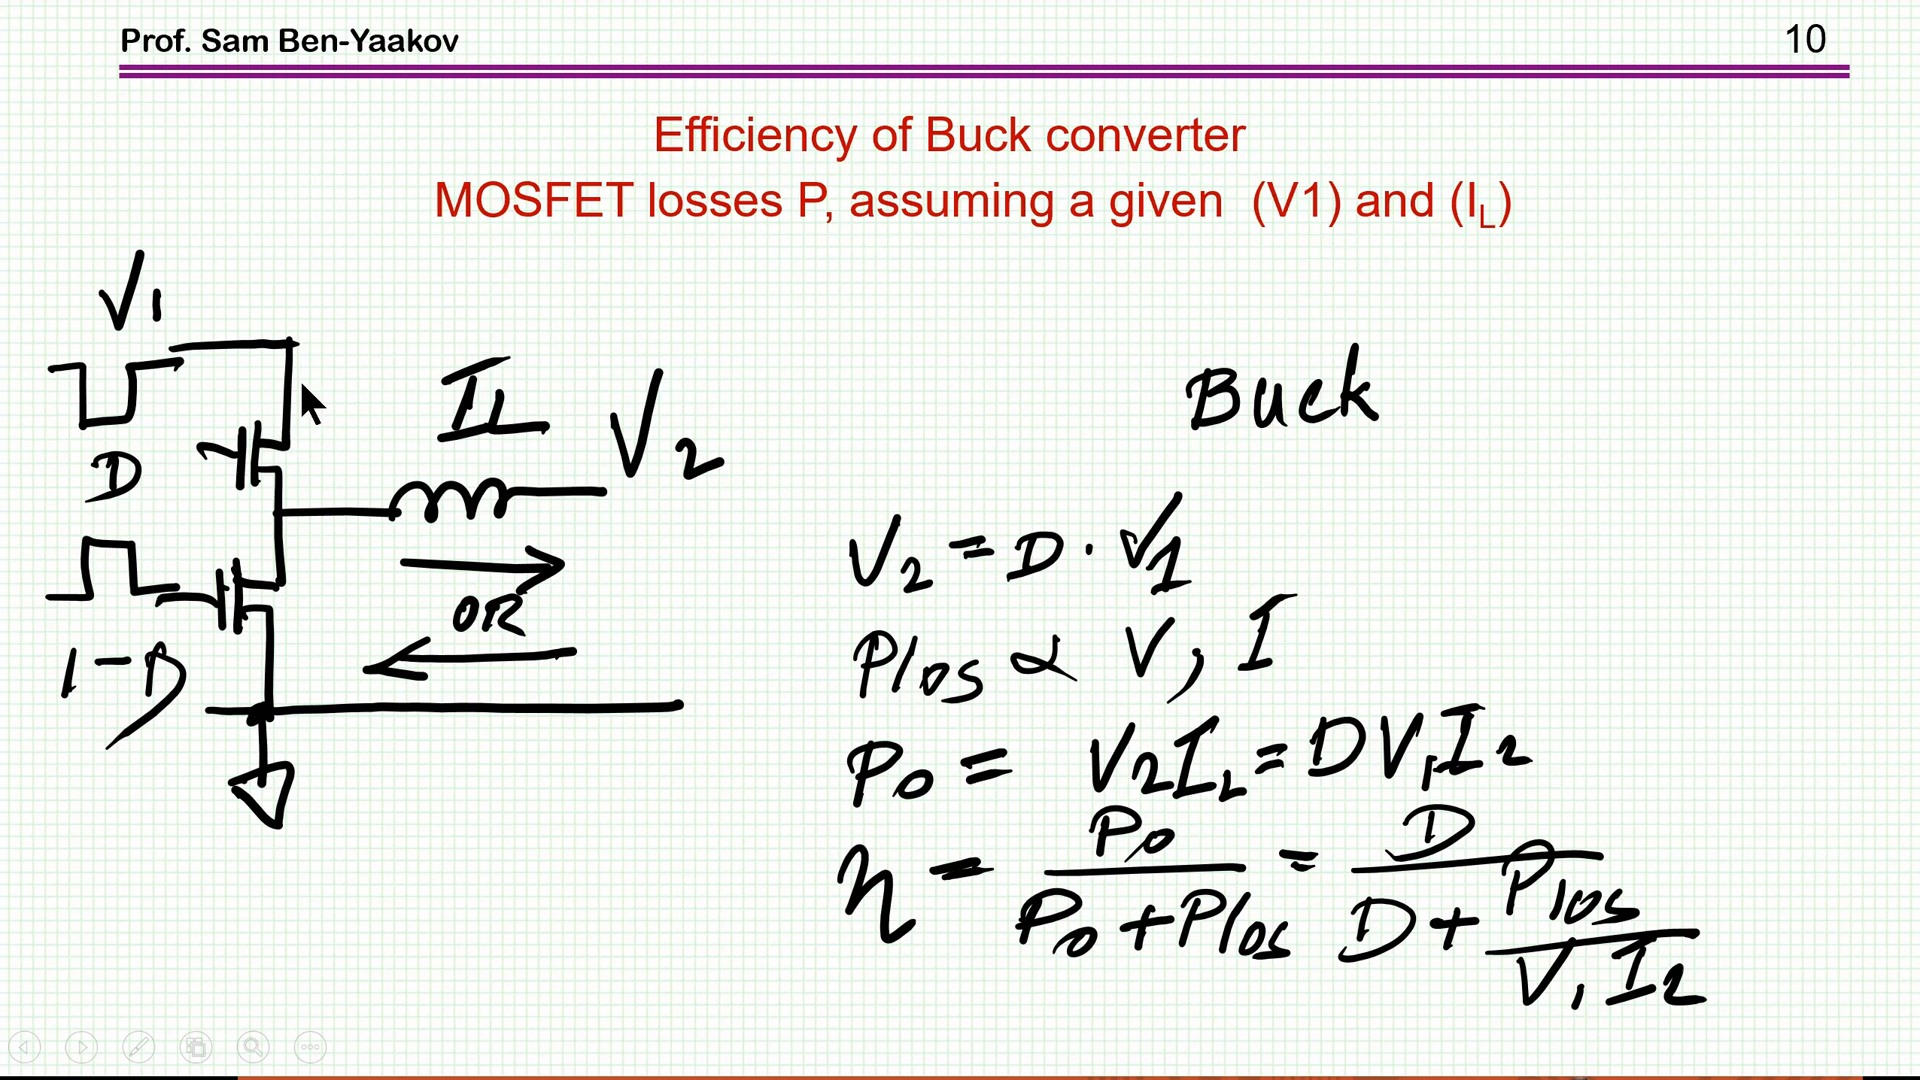 Prof. Sam Ben-Yaakov
10
Efficiency of Buck converter
MOSFET losses P, assuming a given (V1) and (I_L)
V1
D
1-D
IL
V2
OR
Buck
V2 = D · V1
Plos ∝ V, I
Po = V2IL = DV1I2
η = Po / (Po + Plos) = D / (D + Plos / (V1I2))